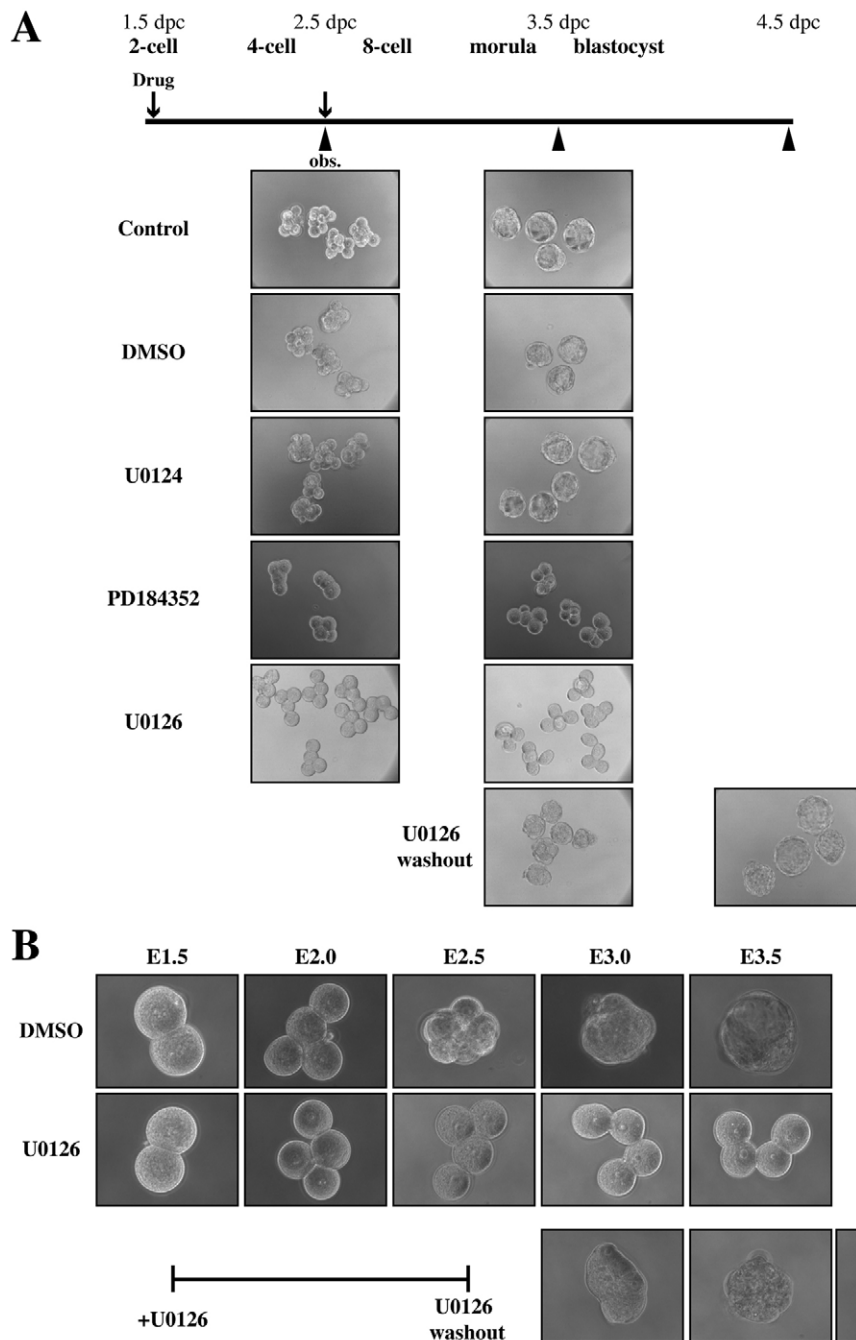 A
1.5 dpc 2.5 dpc 3.5 dpc 4.5 dpc
2-cell 4-cell 8-cell morula blastocyst
Drug
obs.
Control
DMSO
U0124
PD184352
U0126
U0126
washout
B
E1.5 E2.0 E2.5 E3.0 E3.5
DMSO
U0126
+U0126 U0126
washout